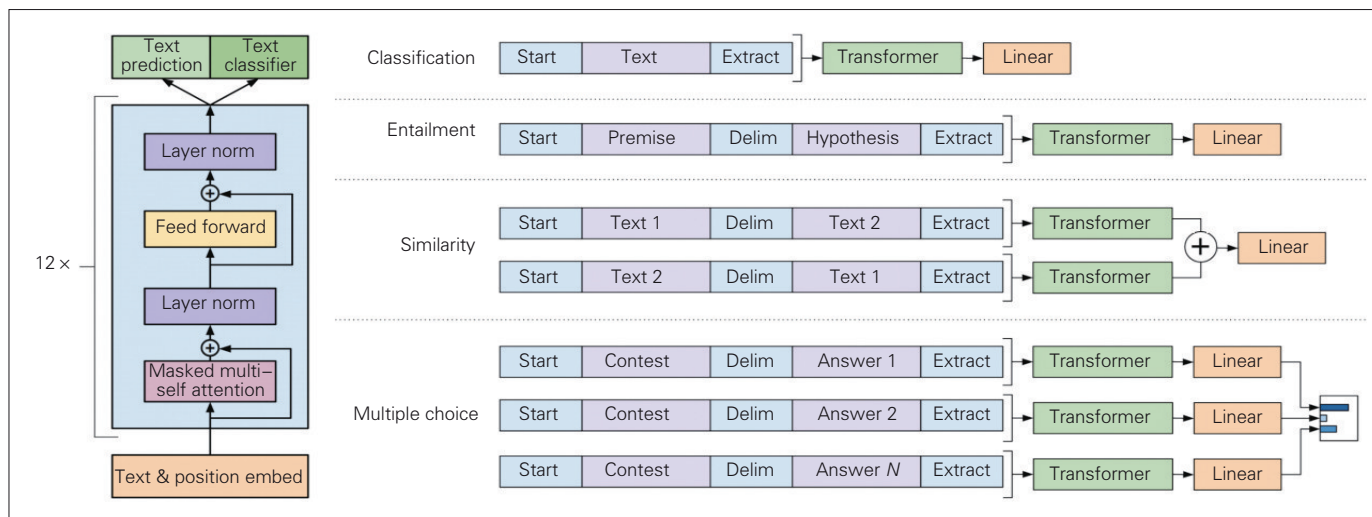 Text
prediction
Text
classifier
Layer norm
+
Feed forward
12 ×
Layer norm
+
Masked multi–
self attention
Text & position embed
Classification
Start Text Extract Transformer Linear
Entailment
Start Premise Delim Hypothesis Extract Transformer Linear
Similarity
Start Text 1 Delim Text 2 Extract Transformer
+ Linear
Start Text 2 Delim Text 1 Extract Transformer
Multiple choice
Start Contest Delim Answer 1 Extract Transformer Linear
Start Contest Delim Answer 2 Extract Transformer Linear
Start Contest Delim Answer N Extract Transformer Linear